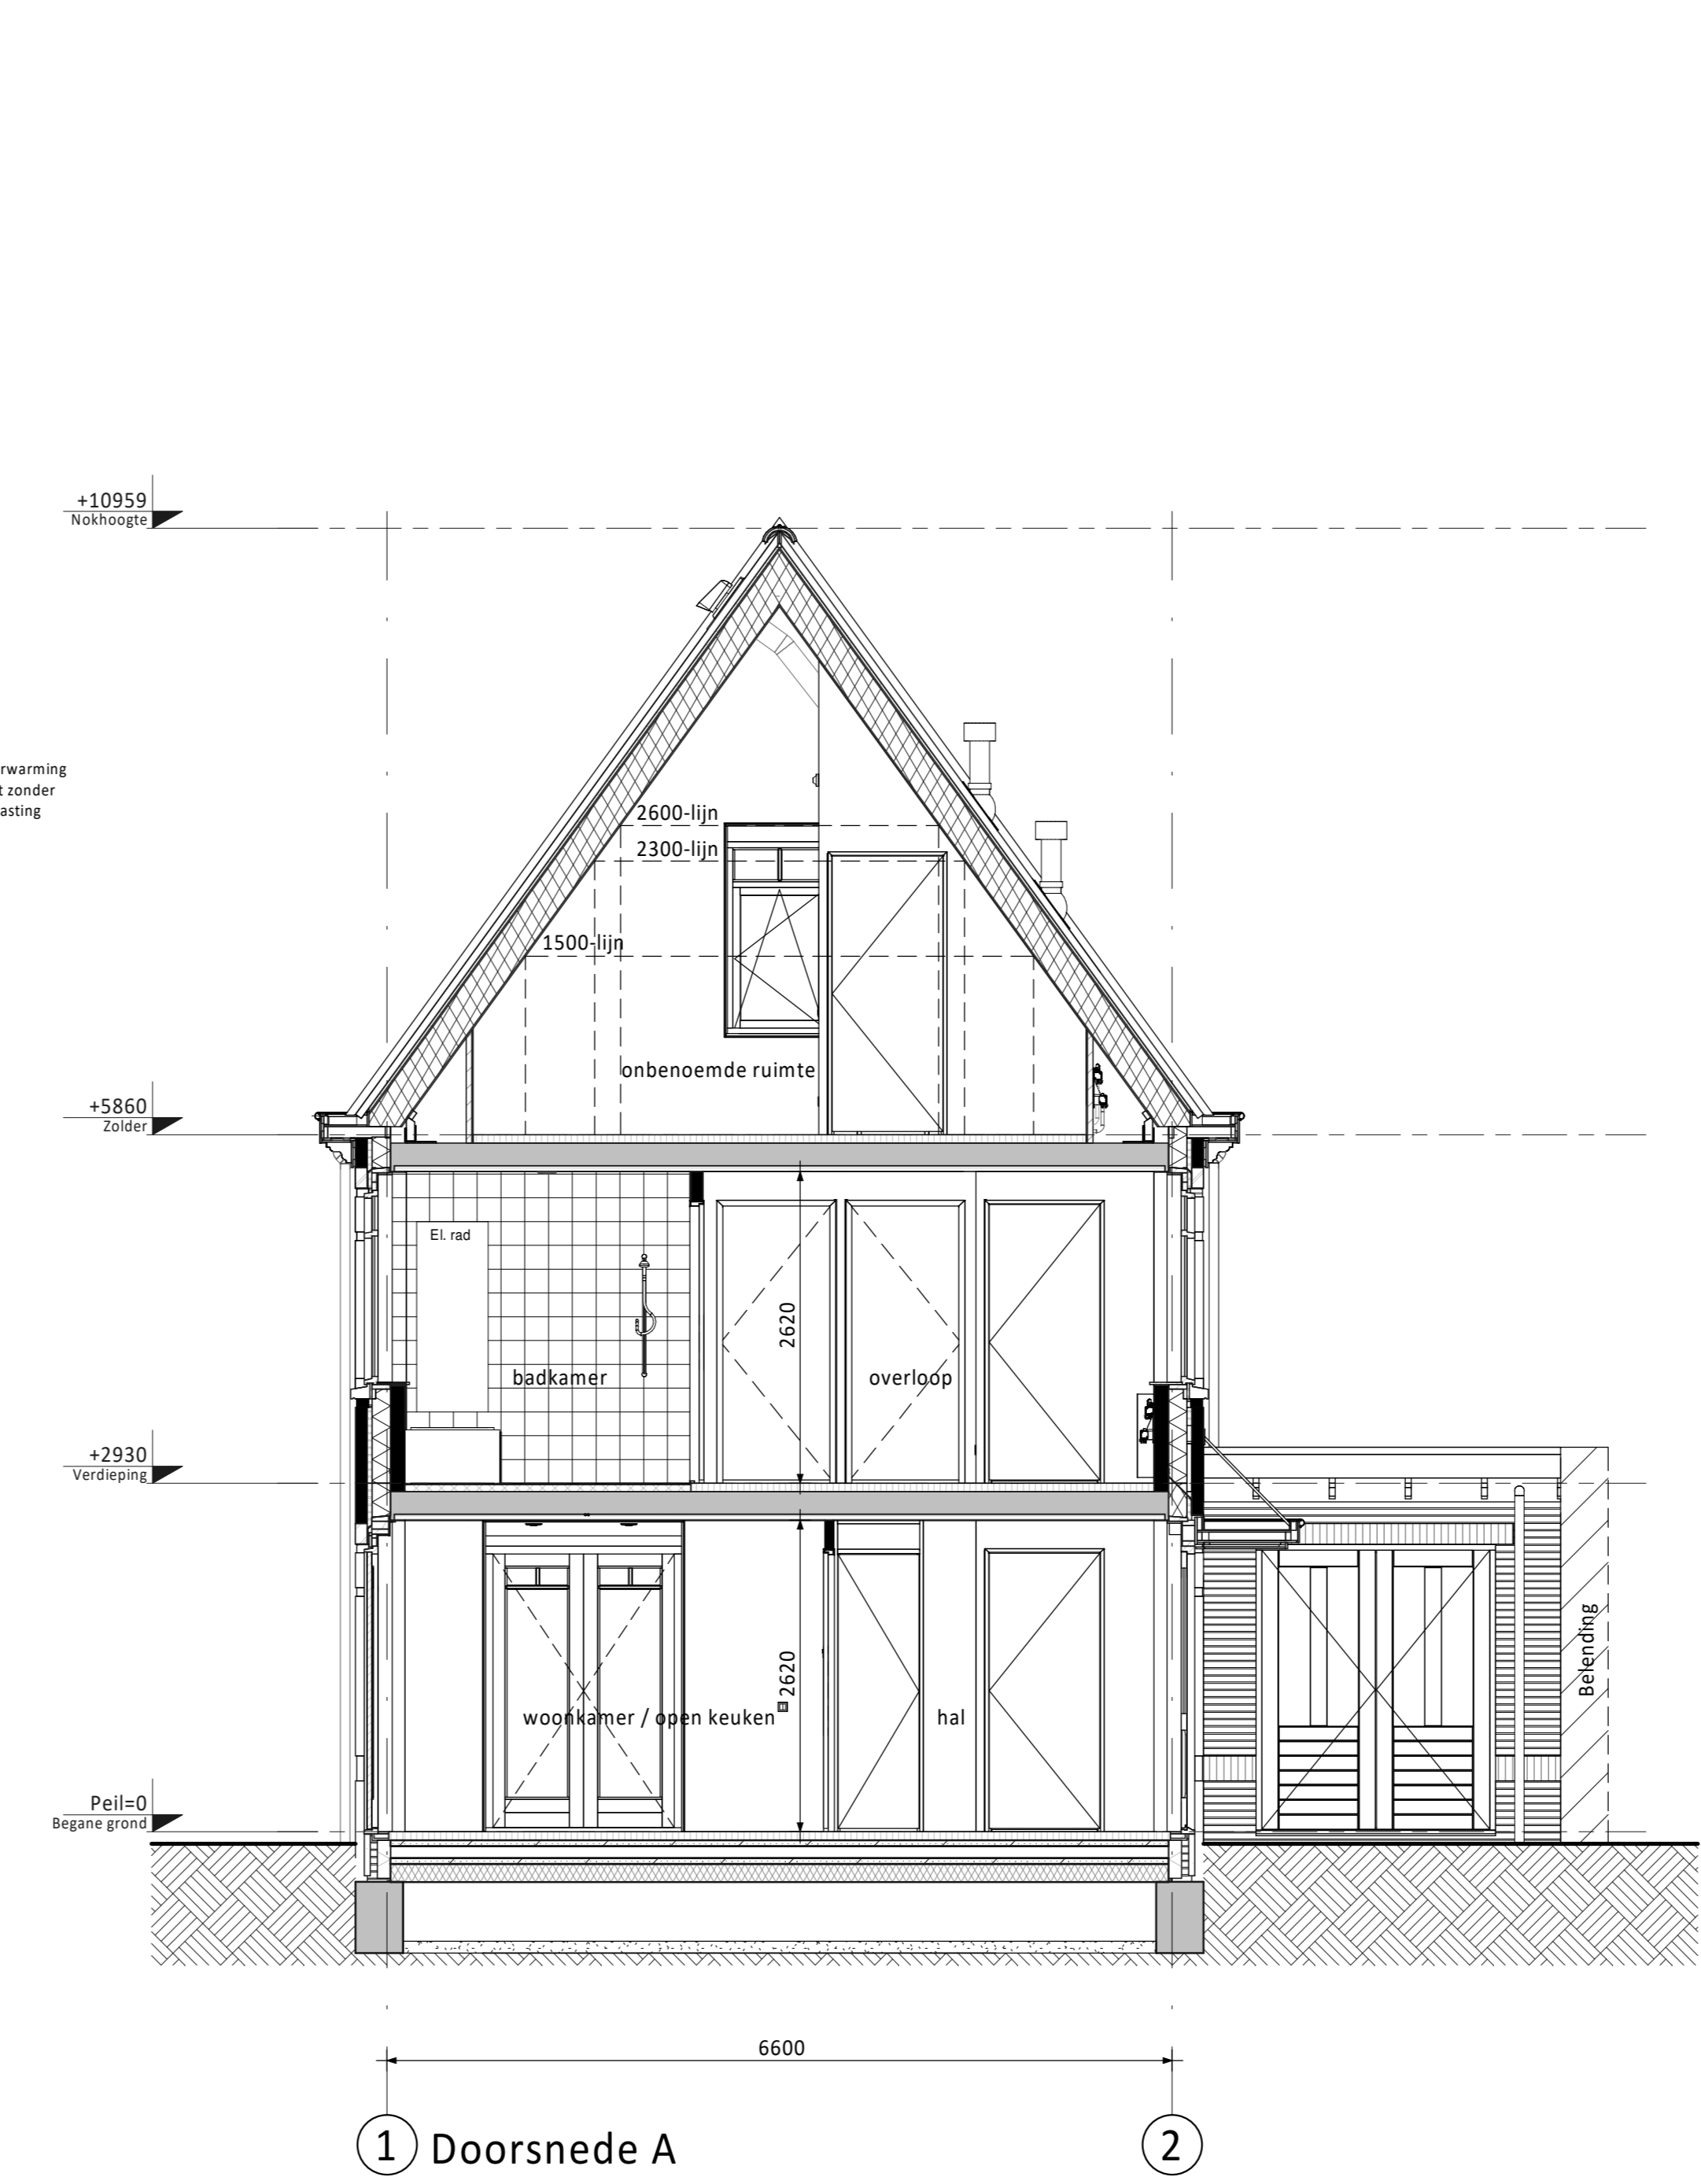 +10959
Nokhoogte
rwarming
t zonder
asting
2600-lijn
2300-lijn
1500-lijn
onbenoemde ruimte
+5860
Zolder
El. rad
2620
badkamer
overloop
+2930
Verdieping
2620
Belending
woonkamer / open keuken
hal
Peil=0
Begane grond
6600
1
Doorsnede A
2